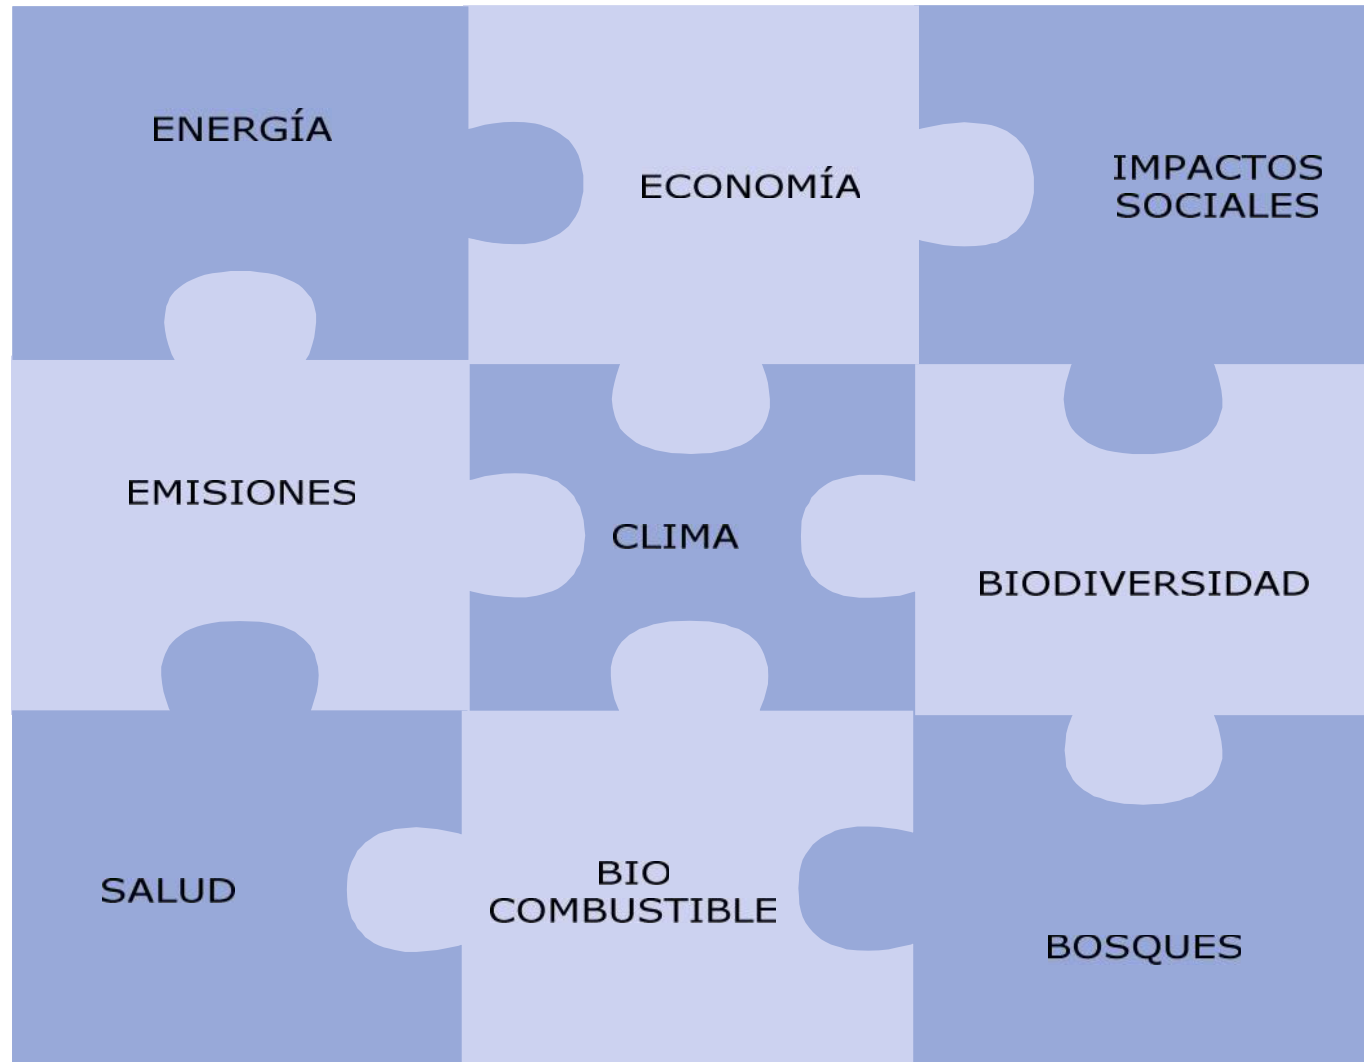 ENERGÍA
ECONOMÍA
IMPACTOS
SOCIALES
EMISIONES
CLIMA
BIODIVERSIDAD
SALUD
BIO
COMBUSTIBLE
BOSQUES